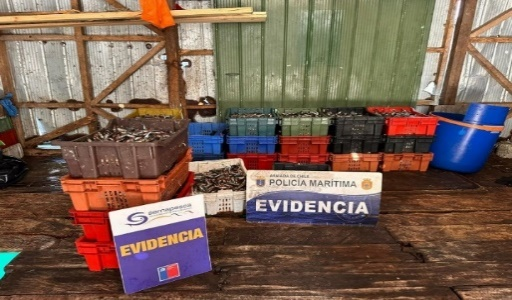 sernapesca
EVIDENCIA
ARMADA DE CHILE
POLICÍA MARÍTIMA
EVIDENCIA